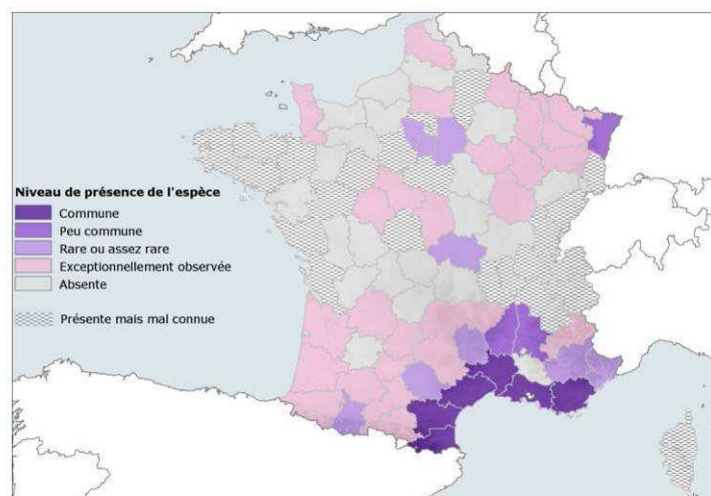 Niveau de présence de l'espèce
Commune
Peu commune
Rare ou assez rare
Exceptionnellement observée
Absente
Présente mais mal connue